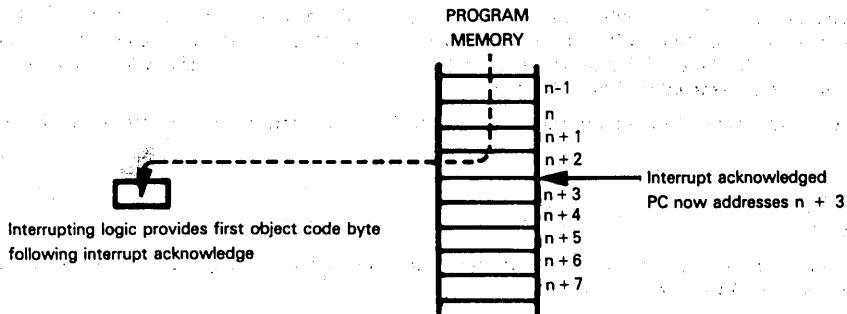 PROGRAM
MEMORY
n-1
n
n + 1
n + 2
Interrupt acknowledged
n + 3
PC now addresses n + 3
n + 4
Interrupting logic provides first object code byte
n + 5
following interrupt acknowledge
n + 6
n + 7